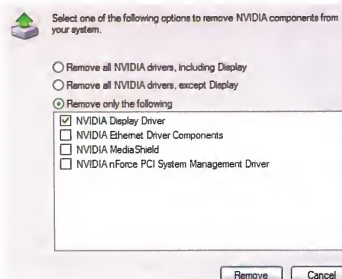 Select one of the following options to remove NVIDIA components from
your system.
Remove all NVIDIA drivers, including Display
Remove all NVIDIA drivers, except Display
Remove only the following
NVIDIA Display Driver
NVIDIA Ethernet Driver Components
NVIDIA MediaShield
NVIDIA nForce PCI System Management Driver
Remove
Cancel